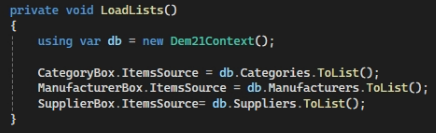 private void LoadLists()
{
    using var db = new Dem21Context();

    CategoryBox.ItemsSource = db.Categories.ToList();
    ManufacturerBox.ItemsSource = db.Manufacturers.ToList();
    SupplierBox.ItemsSource= db.Suppliers.ToList();
}